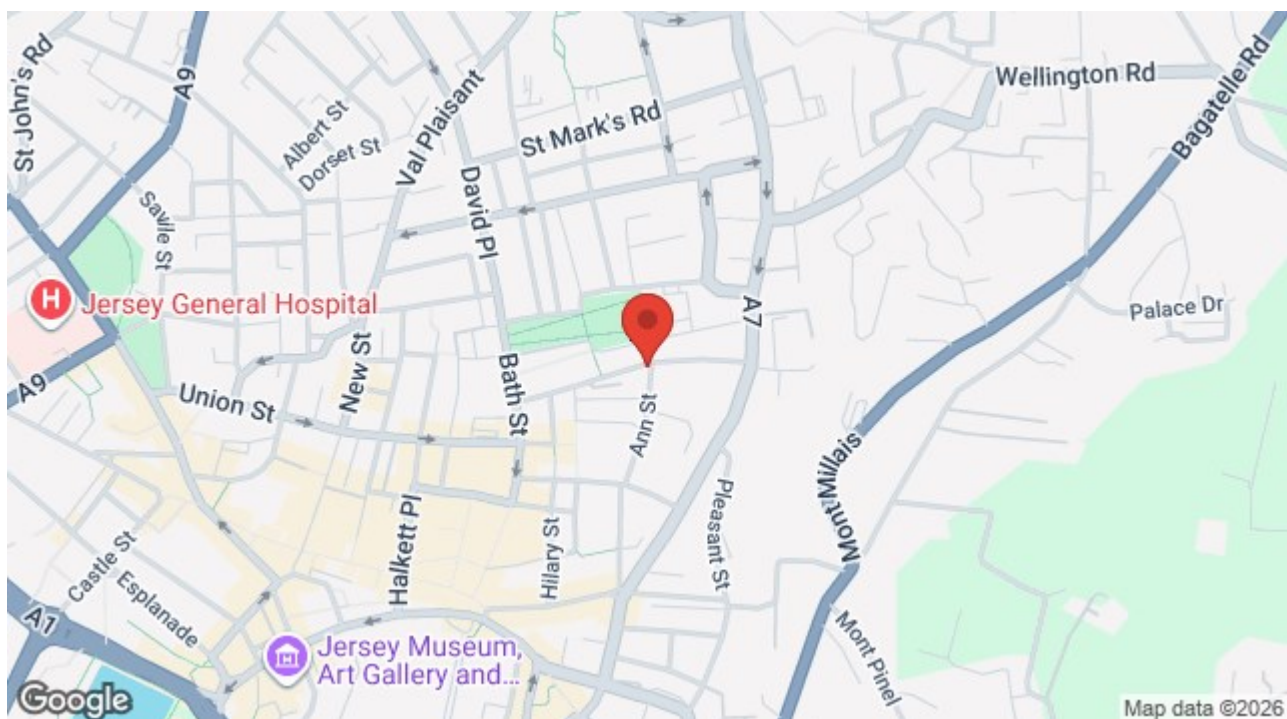 St John's Rd
A9
Albert St
Dorset St
Val Plaisant
St Mark's Rd
Wellington Rd
Bagatelle Rd
Savile St
David Pl
H
Jersey General Hospital
A7
Palace Dr
A9
New St
Union St
Bath St
Ann St
Mont Millais
Halkett Pl
Hilary St
Pleasant St
Castle St
Esplanade
A1
Jersey Museum,
Art Gallery and...
Mont Pinel
Google
Map data ©2026